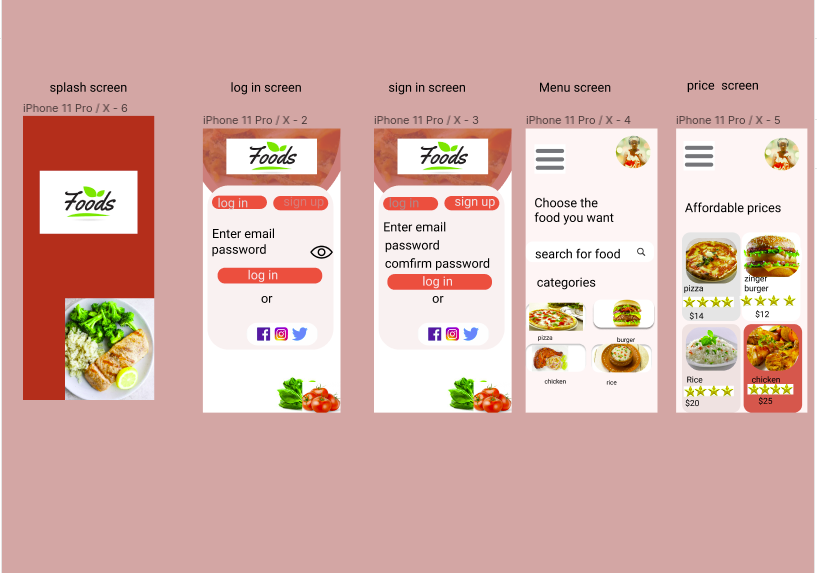 splash screen
iPhone 11 Pro / X - 6
Foods
log in screen
iPhone 11 Pro / X - 2
Foods
log in
sign up
Enter email
password
log in
or
sign in screen
iPhone 11 Pro / X - 3
Foods
log in
sign up
Enter email
password
comfirm password
log in
or
Menu screen
iPhone 11 Pro / X - 4
Choose the
food you want
search for food
categories
pizza
burger
chicken
rice
price screen
iPhone 11 Pro / X - 5
Affordable prices
pizza
$14
zinger
burger
$12
Rice
$20
chicken
$25